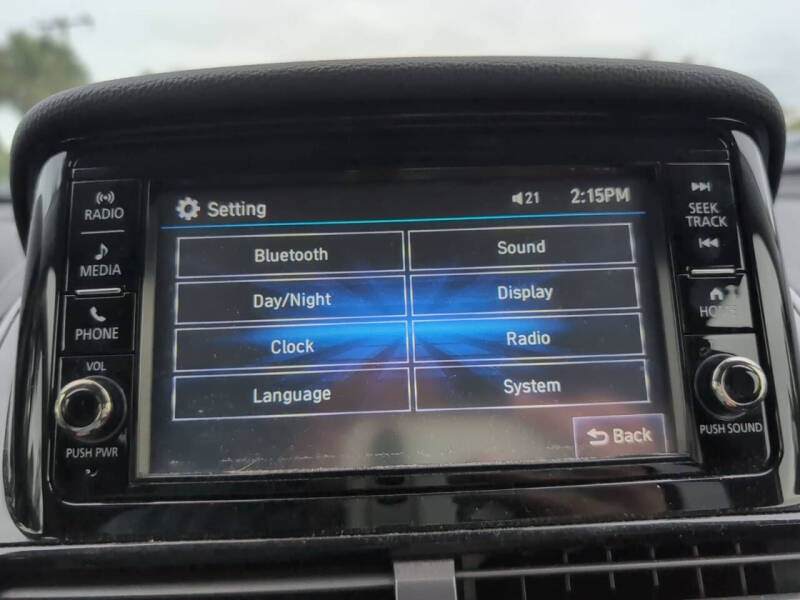 RADIO
MEDIA
PHONE
VOL
PUSH PWR
Setting
21
2:15PM
Bluetooth
Sound
Day/Night
Display
Clock
Radio
Language
System
Back
SEEK
TRACK
HOME
PUSH SOUND